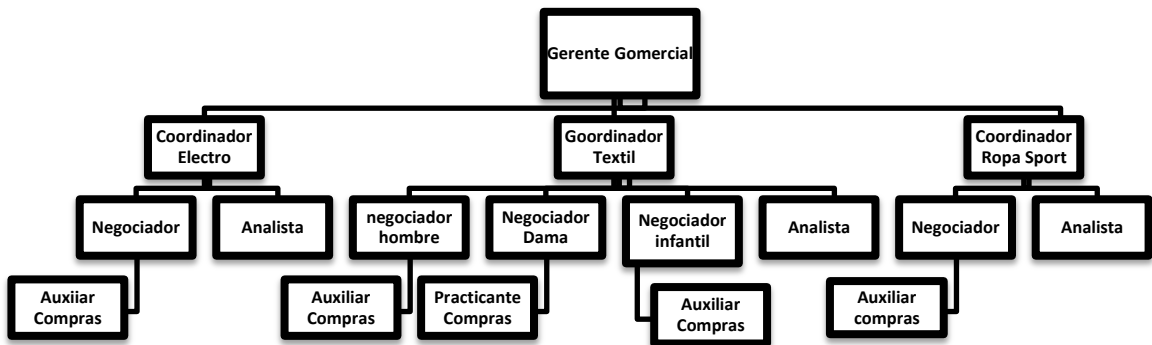 Gerente Gomercial
Coordinador
Electro
Goordinador
Textil
Coordinador
Ropa Sport
Negociador
Analista
negociador
hombre
Negociador
Dama
Negociador
infantil
Analista
Negociador
Analista
Auxiiar
Compras
Auxiliar
Compras
Practicante
Compras
Auxiliar
Compras
Auxiliar
compras